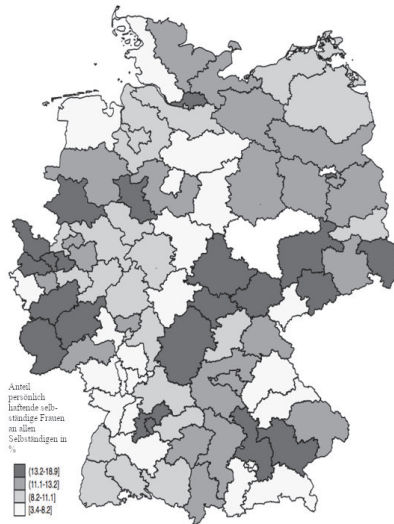 Anteil
persönlich
haftende selb-
ständige Frauen
an allen
Selbständigen in
%
(13.2-18.9]
(11.1-13.2]
(8.2-11.1]
[3.4-8.2]